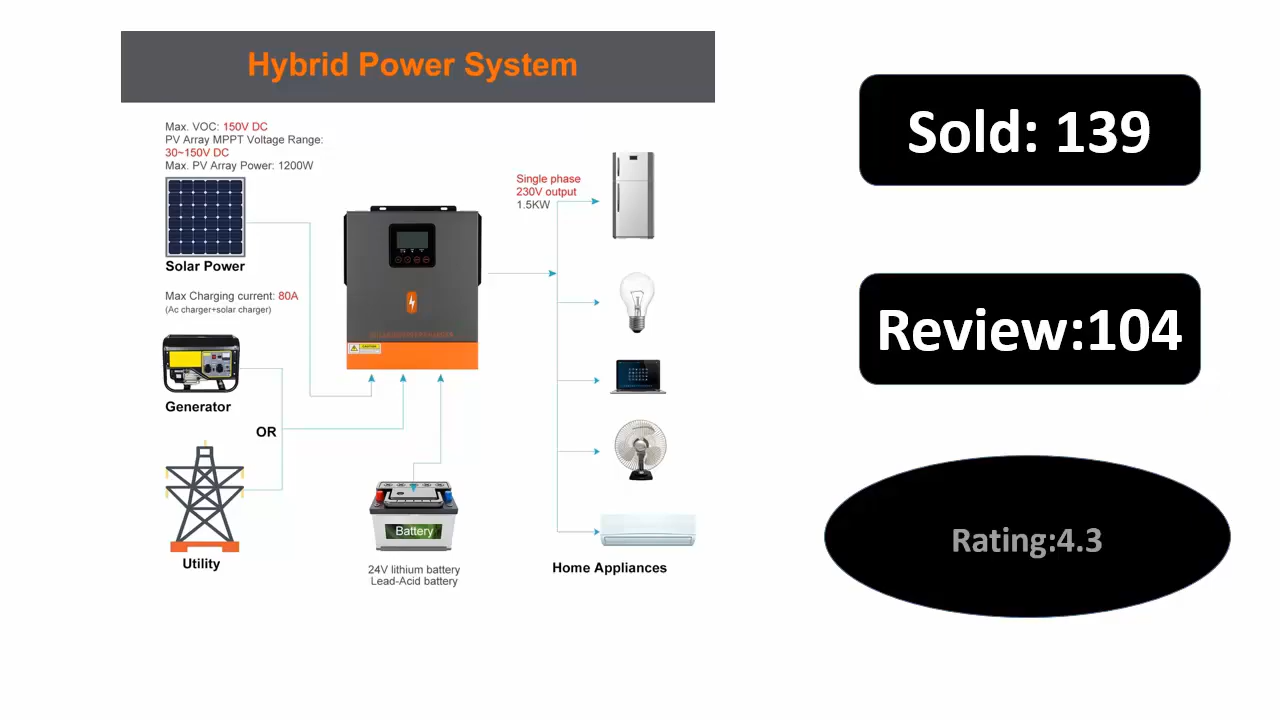 Hybrid Power System
Max. VOC: 150V DC
PV Array MPPT Voltage Range:
30~150V DC
Max. PV Array Power: 1200W
Solar Power
Max Charging current: 80A
(Ac charger+solar charger)
Generator
OR
Utility
Battery
24V lithium battery
Lead-Acid battery
Single phase
230V output
1.5KW
Home Appliances
Sold: 139
Review:104
Rating:4.3